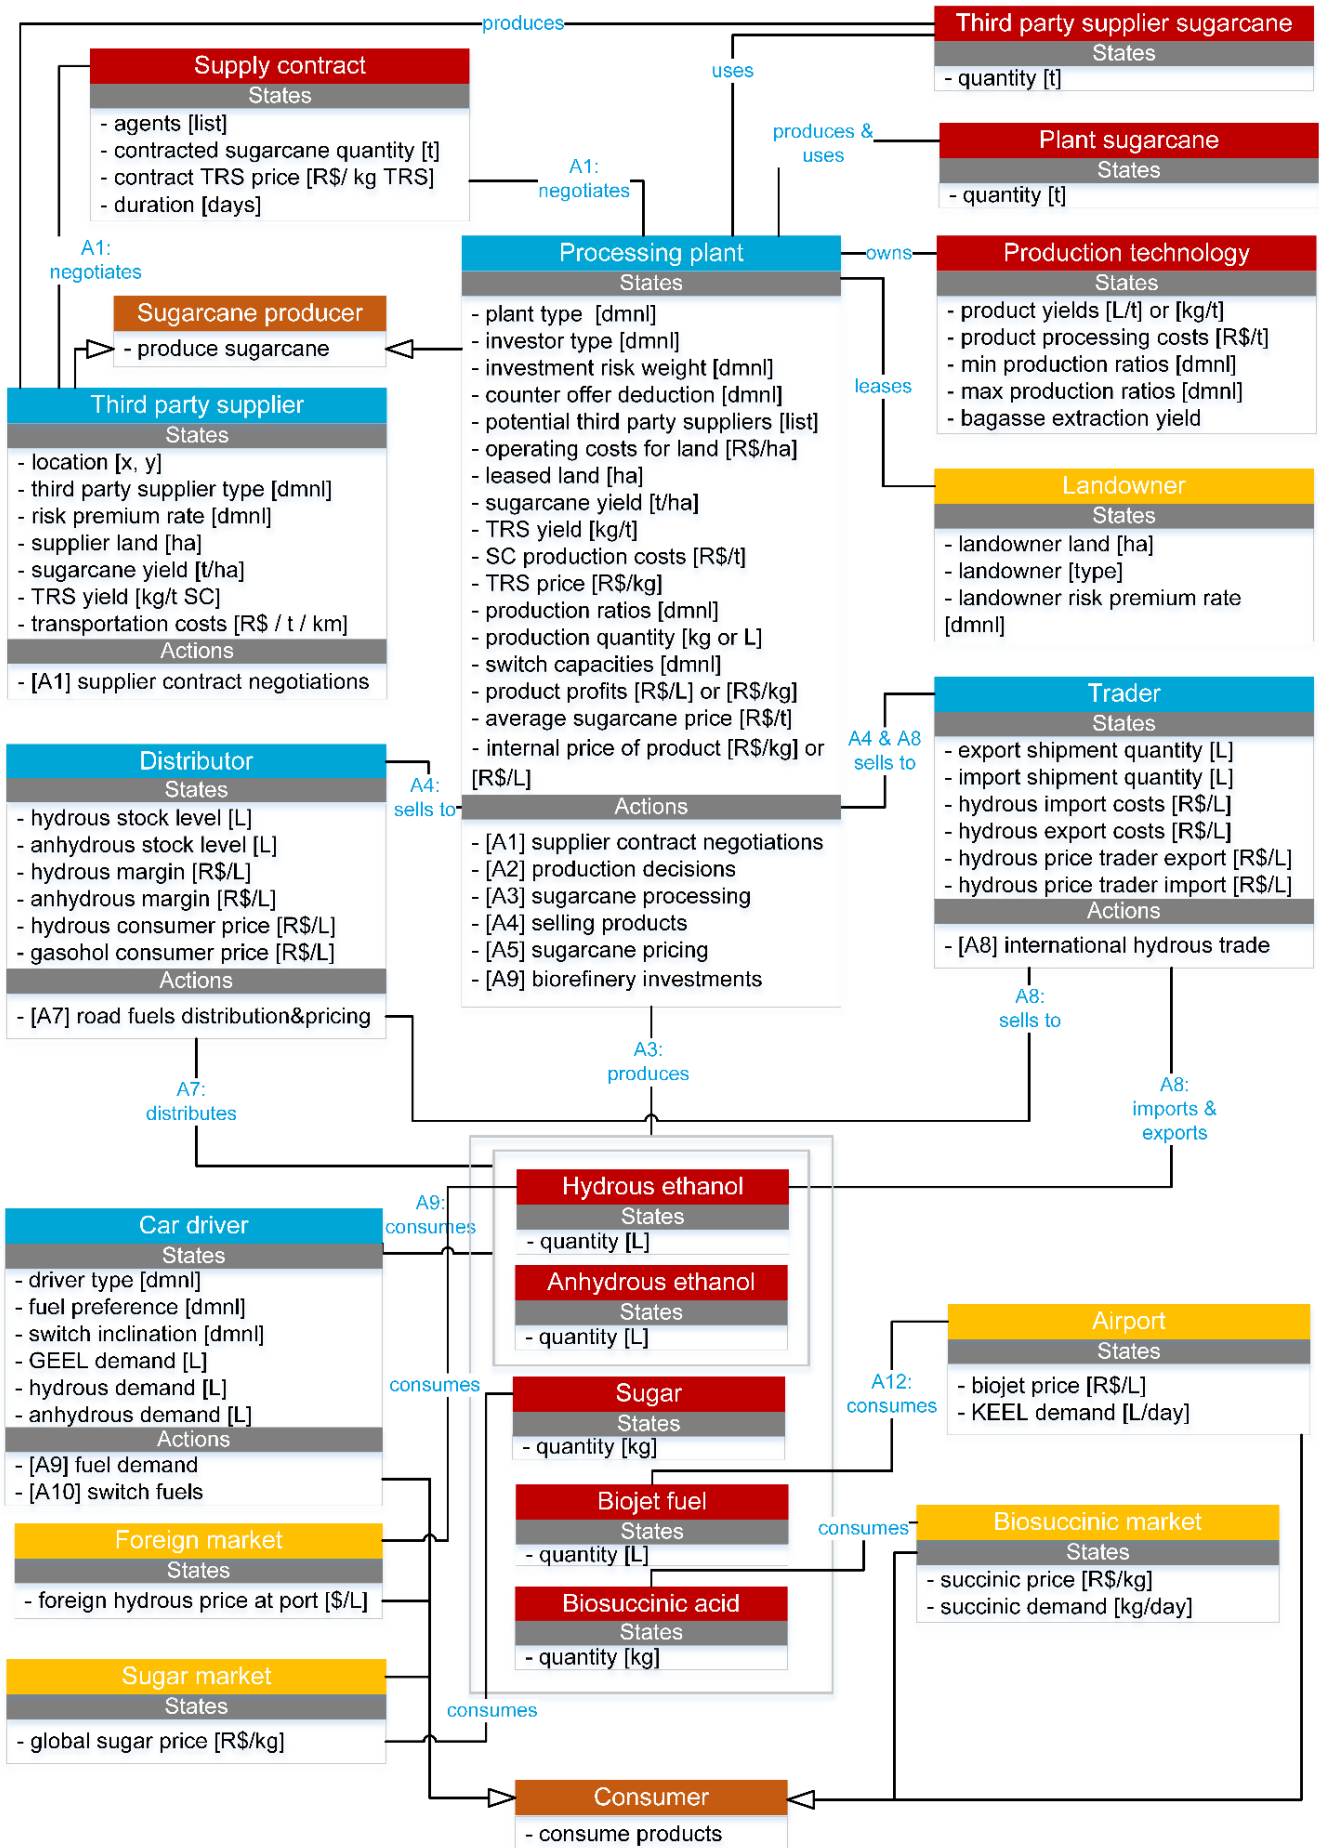 produces
Third party supplier sugarcane
States
- quantity [t]
Supply contract
States
- agents [list]
- contracted sugarcane quantity [t]
- contract TRS price [R$/ kg TRS]
- duration [days]
uses
produces &
uses
Plant sugarcane
States
- quantity [t]
A1:
negotiates
A1:
negotiates
Sugarcane producer
- produce sugarcane
Processing plant
States
- plant type [dmnl]
- investor type [dmnl]
- investment risk weight [dmnl]
- counter offer deduction [dmnl]
- potential third party suppliers [list]
- operating costs for land [R$/ha]
- leased land [ha]
- sugarcane yield [t/ha]
- TRS yield [kg/t]
- SC production costs [R$/t]
- TRS price [R$/kg]
- production ratios [dmnl]
- production quantity [kg or L]
- switch capacities [dmnl]
- product profits [R$/L] or [R$/kg]
- average sugarcane price [R$/t]
- internal price of product [R$/kg] or
[R$/L]
Actions
- [A1] supplier contract negotiations
- [A2] production decisions
- [A3] sugarcane processing
- [A4] selling products
- [A5] sugarcane pricing
- [A9] biorefinery investments
owns
Production technology
States
- product yields [L/t] or [kg/t]
- product processing costs [R$/t]
- min production ratios [dmnl]
- max production ratios [dmnl]
- bagasse extraction yield
leases
Landowner
States
- landowner land [ha]
- landowner [type]
- landowner risk premium rate
[dmnl]
Third party supplier
States
- location [x, y]
- third party supplier type [dmnl]
- risk premium rate [dmnl]
- supplier land [ha]
- sugarcane yield [t/ha]
- TRS yield [kg/t SC]
- transportation costs [R$ / t / km]
Actions
- [A1] supplier contract negotiations
A4 & A8
sells to
Trader
States
- export shipment quantity [L]
- import shipment quantity [L]
- hydrous import costs [R$/L]
- hydrous export costs [R$/L]
- hydrous price trader export [R$/L]
- hydrous price trader import [R$/L]
Actions
- [A8] international hydrous trade
Distributor
States
- hydrous stock level [L]
- anhydrous stock level [L]
- hydrous margin [R$/L]
- anhydrous margin [R$/L]
- hydrous consumer price [R$/L]
- gasohol consumer price [R$/L]
Actions
- [A7] road fuels distribution&pricing
A4:
sells to
A8:
sells to
A3:
produces
A7:
distributes
A8:
imports &
exports
Hydrous ethanol
States
- quantity [L]
Anhydrous ethanol
States
- quantity [L]
A9:
consumes
Car driver
States
- driver type [dmnl]
- fuel preference [dmnl]
- switch inclination [dmnl]
- GEEL demand [L]
- hydrous demand [L]
- anhydrous demand [L]
Actions
- [A9] fuel demand
- [A10] switch fuels
consumes
Sugar
States
- quantity [kg]
A12:
consumes
Airport
States
- biojet price [R$/L]
- KEEL demand [L/day]
Biojet fuel
States
- quantity [L]
consumes
Biosuccinic market
States
- succinic price [R$/kg]
- succinic demand [kg/day]
Foreign market
States
- foreign hydrous price at port [$/L]
Biosuccinic acid
States
- quantity [kg]
Sugar market
States
- global sugar price [R$/kg]
consumes
Consumer
- consume products